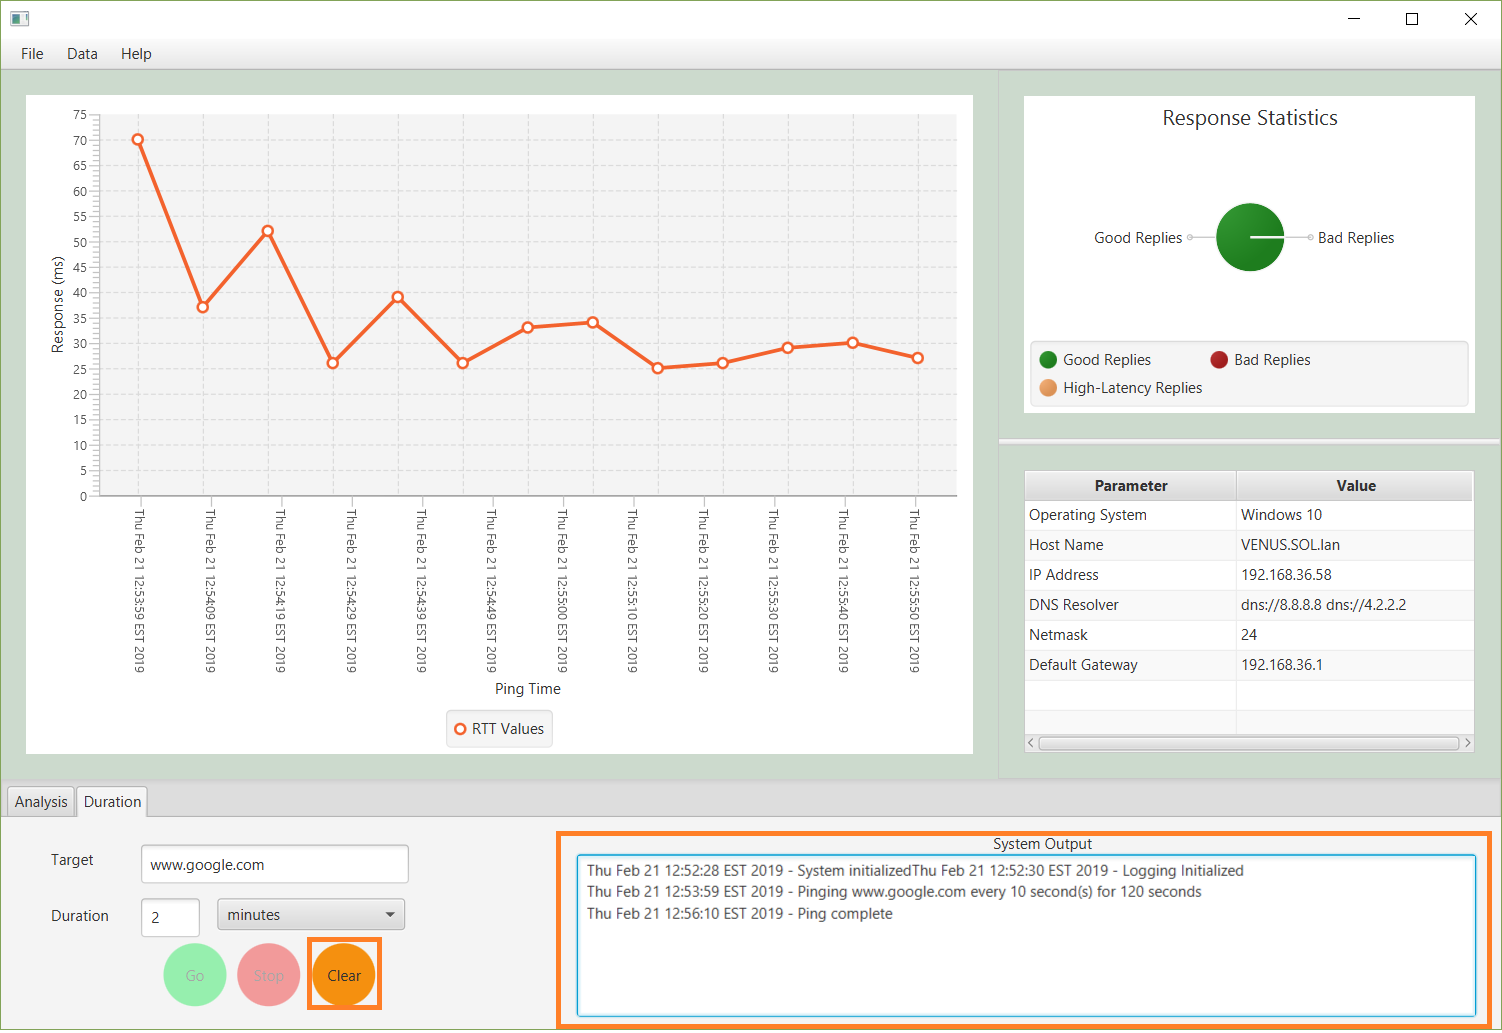 File Data Help
75
70
65
60
55
50
45
40
35
30
25
20
15
10
5
0
Response (ms)
Thu Feb 21 12:53:59 EST 2019
Thu Feb 21 12:54:09 EST 2019
Thu Feb 21 12:54:19 EST 2019
Thu Feb 21 12:54:29 EST 2019
Thu Feb 21 12:54:39 EST 2019
Thu Feb 21 12:54:49 EST 2019
Thu Feb 21 12:55:00 EST 2019
Thu Feb 21 12:55:10 EST 2019
Thu Feb 21 12:55:20 EST 2019
Thu Feb 21 12:55:30 EST 2019
Thu Feb 21 12:55:40 EST 2019
Thu Feb 21 12:55:50 EST 2019
Ping Time
RTT Values
Response Statistics
Good Replies Bad Replies
Good Replies Bad Replies
High-Latency Replies
Parameter Value
Operating System Windows 10
Host Name VENUS.SOL.lan
IP Address 192.168.36.58
DNS Resolver dns://8.8.8.8 dns://4.2.2.2
Netmask 24
Default Gateway 192.168.36.1
Analysis Duration
Target www.google.com
Duration 2 minutes
Go Stop Clear
System Output
Thu Feb 21 12:52:28 EST 2019 - System initializedThu Feb 21 12:52:30 EST 2019 - Logging Initialized
Thu Feb 21 12:53:59 EST 2019 - Pinging www.google.com every 10 second(s) for 120 seconds
Thu Feb 21 12:56:10 EST 2019 - Ping complete